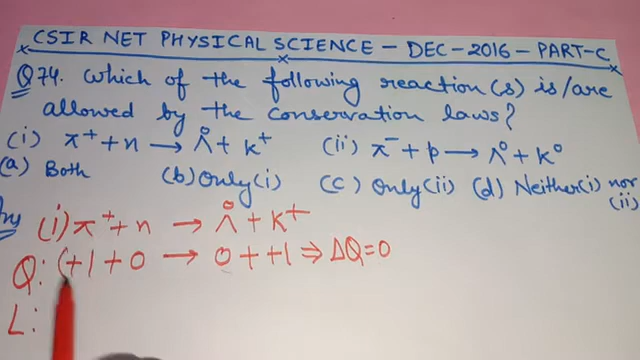 CSIR NET PHYSICAL SCIENCE - DEC-2016 - PART-C
Q74. Which of the following reaction(s) is/are
allowed by the conservation laws?
(i) π⁺ + n → Λ⁰ + K⁺ (ii) π⁻ + p → Λ⁰ + K⁰
(a) Both (b) Only(i) (c) Only(ii) (d) Neither(i) nor
(ii)
(i) π⁺ + n → Λ⁰ + K⁺
Q: (+1 + 0 → 0 + +1 ⇒ ΔQ=0
L: